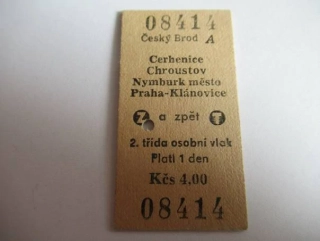 08414
Český Brod A
Cerhenice
Chroustov
Nymburk město
Praha-Klánovice
Z a zpět T
2. třída osobní vlak
Platí 1 den
Kčs 4.00
08414